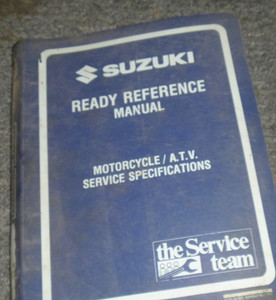 SUZUKI
READY REFERENCE
MANUAL
MOTORCYCLE / A.T.V.
SERVICE SPECIFICATIONS
the Service
team